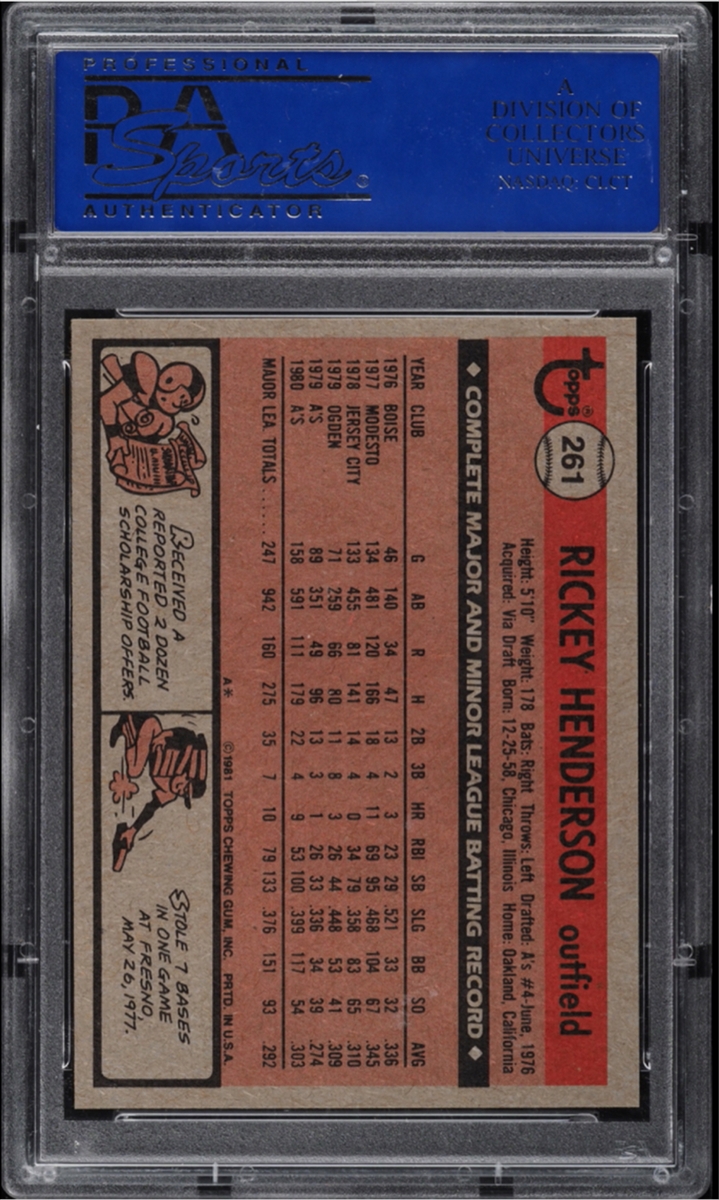 PROFESSIONAL
PSA
Sports
AUTHENTICATOR
A
DIVISION OF
COLLECTORS
UNIVERSE
NASDAQ: CLCT
topps®
261
RICKEY HENDERSON outfield
Height: 5'10" Weight: 178 Bats: Right Throws: Left Drafted: A's #4-June, 1976
Acquired: Via Draft Born: 12-25-58, Chicago, Illinois Home: Oakland, California
◆ COMPLETE MAJOR AND MINOR LEAGUE BATTING RECORD ◆
YEAR CLUB G AB R H 2B 3B HR RBI SB SLG BB SO AVG
1976 BOISE 46 140 34 47 13 2 3 23 29 .521 33 32 .336
1977 MODESTO 134 481 120 166 18 4 11 69 95 .468 104 67 .345
1978 JERSEY CITY 133 455 81 141 14 4 0 34 79 .358 83 65 .310
1979 OGDEN 71 259 66 80 11 8 3 26 44 .448 53 41 .309
1979 A'S 89 351 49 96 13 3 1 26 33 .336 34 39 .274
1980 A'S 158 591 111 179 22 4 9 53 100 .399 117 54 .303
MAJOR LEA. TOTALS ...... 247 942 160 275 35 7 10 79 133 .376 151 93 .292
A* ©1981 TOPPS CHEWING GUM, INC. PRTD. IN U.S.A.
RECEIVED A
REPORTED 2 DOZEN
COLLEGE FOOTBALL
SCHOLARSHIP OFFERS.
STOLE 7 BASES
IN ONE GAME
AT FRESNO,
MAY 26, 1977.